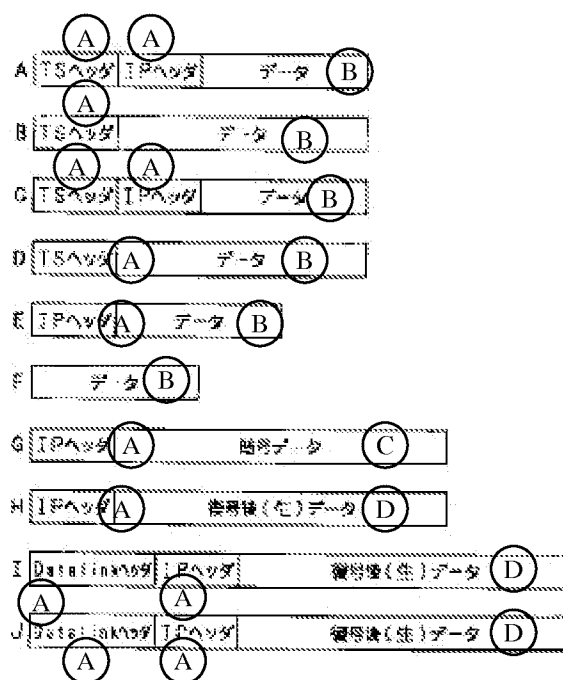 A A
A TSヘッダ IPヘッダ データ B
A
B TSヘッダ データ B
A A
C TSヘッダ IPヘッダ データ B
D TSヘッダ A データ B
E IPヘッダ A データ B
F データ B
G IPヘッダ A 暗号データ C
H IPヘッダ A 復号後(生)データ D
I Datalinkヘッダ IPヘッダ 復号後(生)データ D
A A
J Datalinkヘッダ IPヘッダ 復号後(生)データ D
A A